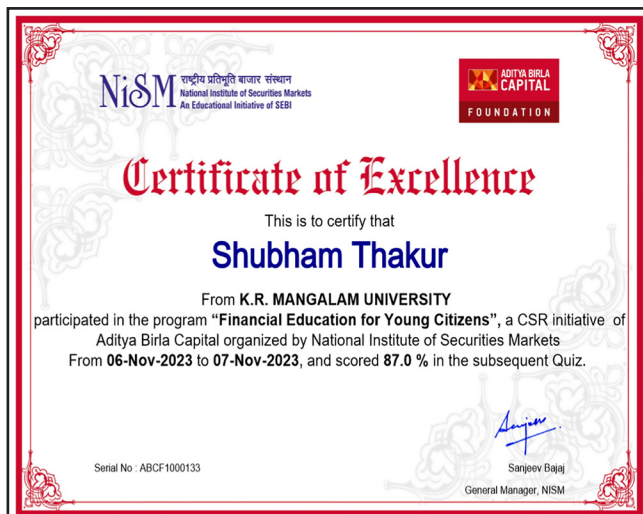 NiSM
राष्ट्रीय प्रतिभूति बाजार संस्थान
National Institute of Securities Markets
An Educational Initiative of SEBI
ADITYA BIRLA
CAPITAL
FOUNDATION
Certificate of Excellence
This is to certify that
Shubham Thakur
From K.R. MANGALAM UNIVERSITY
participated in the program “Financial Education for Young Citizens”, a CSR initiative of
Aditya Birla Capital organized by National Institute of Securities Markets
From 06-Nov-2023 to 07-Nov-2023, and scored 87.0 % in the subsequent Quiz.
Serial No : ABCF1000133
Sanjeev Bajaj
General Manager, NISM